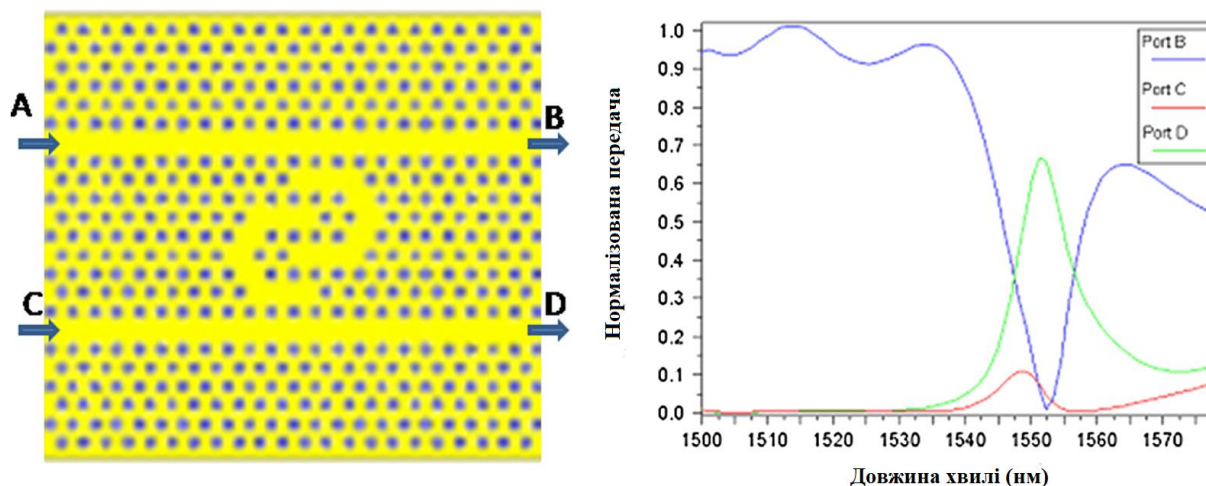 A
B
C
D
Нормалізована передача
1.0
0.9
0.8
0.7
0.6
0.5
0.4
0.3
0.2
0.1
0.0
Port B
Port C
Port D
1500 1510 1520 1530 1540 1550 1560 1570
Довжина хвилі (нм)